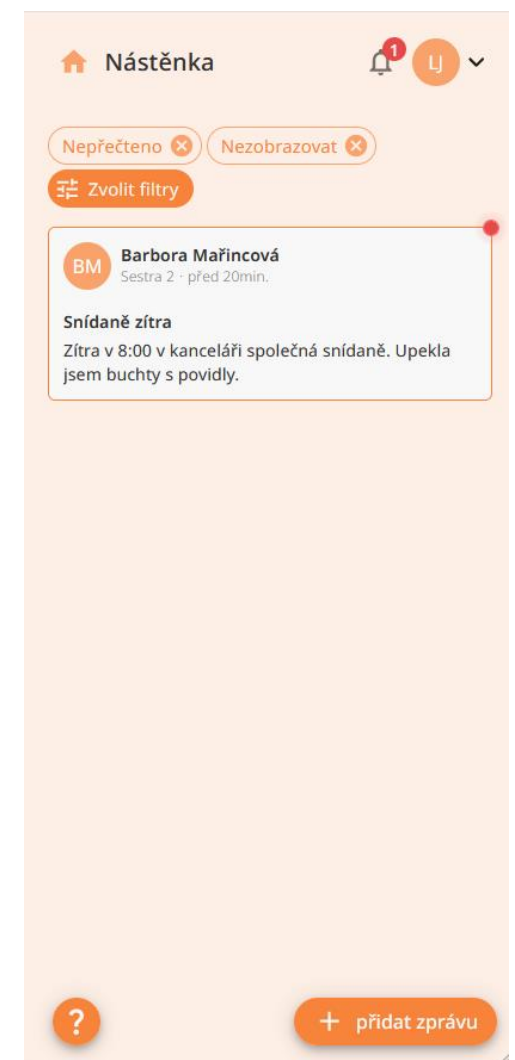 Nástěnka
1
LJ
Nepřečteno
Nezobrazovat
Zvolit filtry
BM
Barbora Mařincová
Sestra 2 · před 20min.
Snídaně zítra
Zítra v 8:00 v kanceláři společná snídaně. Upekla
jsem buchty s povidly.
?
+ přidat zprávu